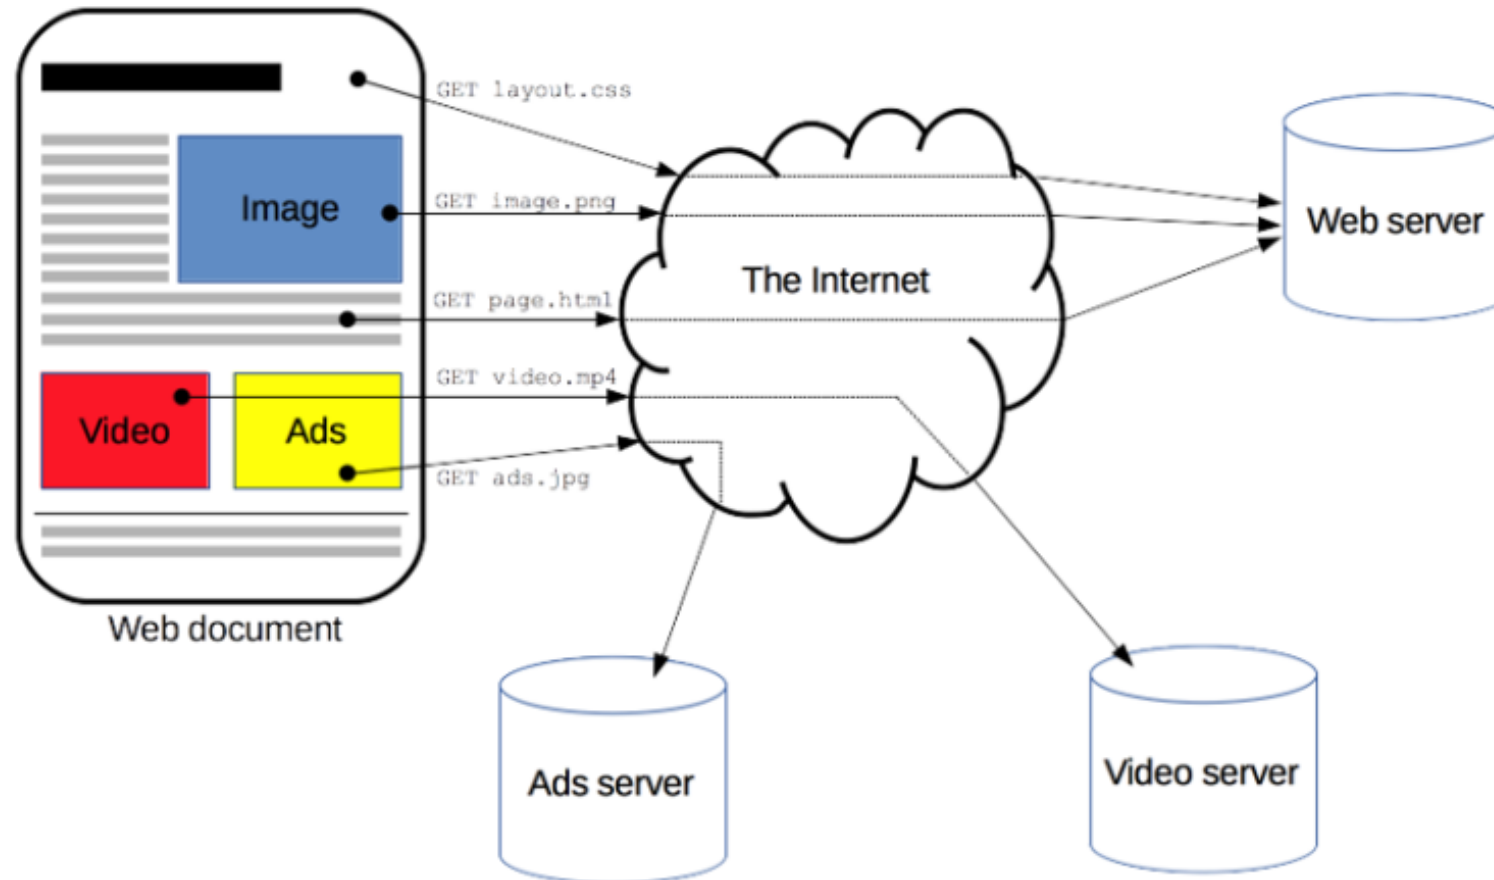 GET layout.css
Image
GET image.png
Web server
The Internet
GET page.html
GET video.mp4
Video
Ads
GET ads.jpg
Web document
Ads server
Video server